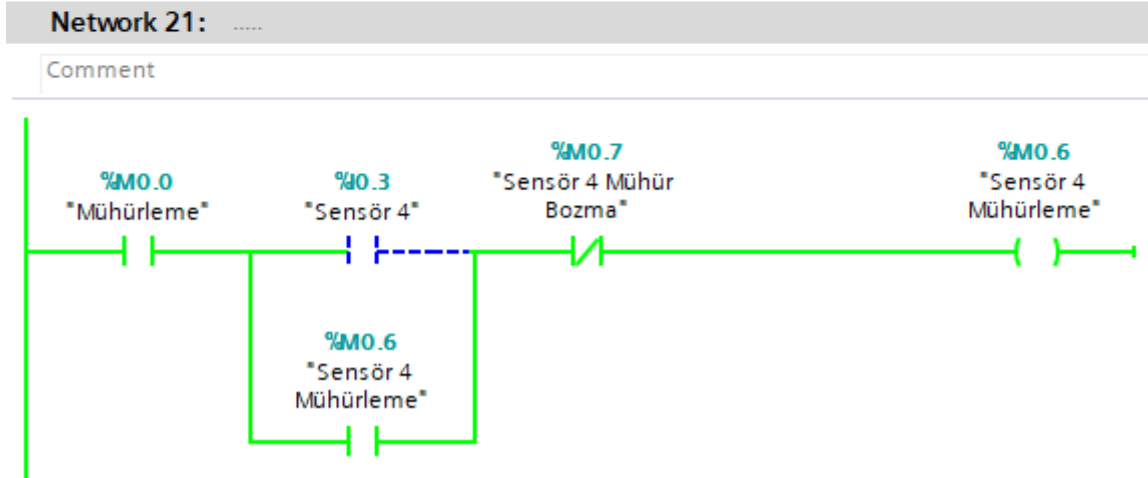 Network 21: .....
Comment
%M0.0
"Mühürleme"
%I0.3
"Sensör 4"
%M0.7
"Sensör 4 Mühür
Bozma"
%M0.6
"Sensör 4
Mühürleme"
%M0.6
"Sensör 4
Mühürleme"